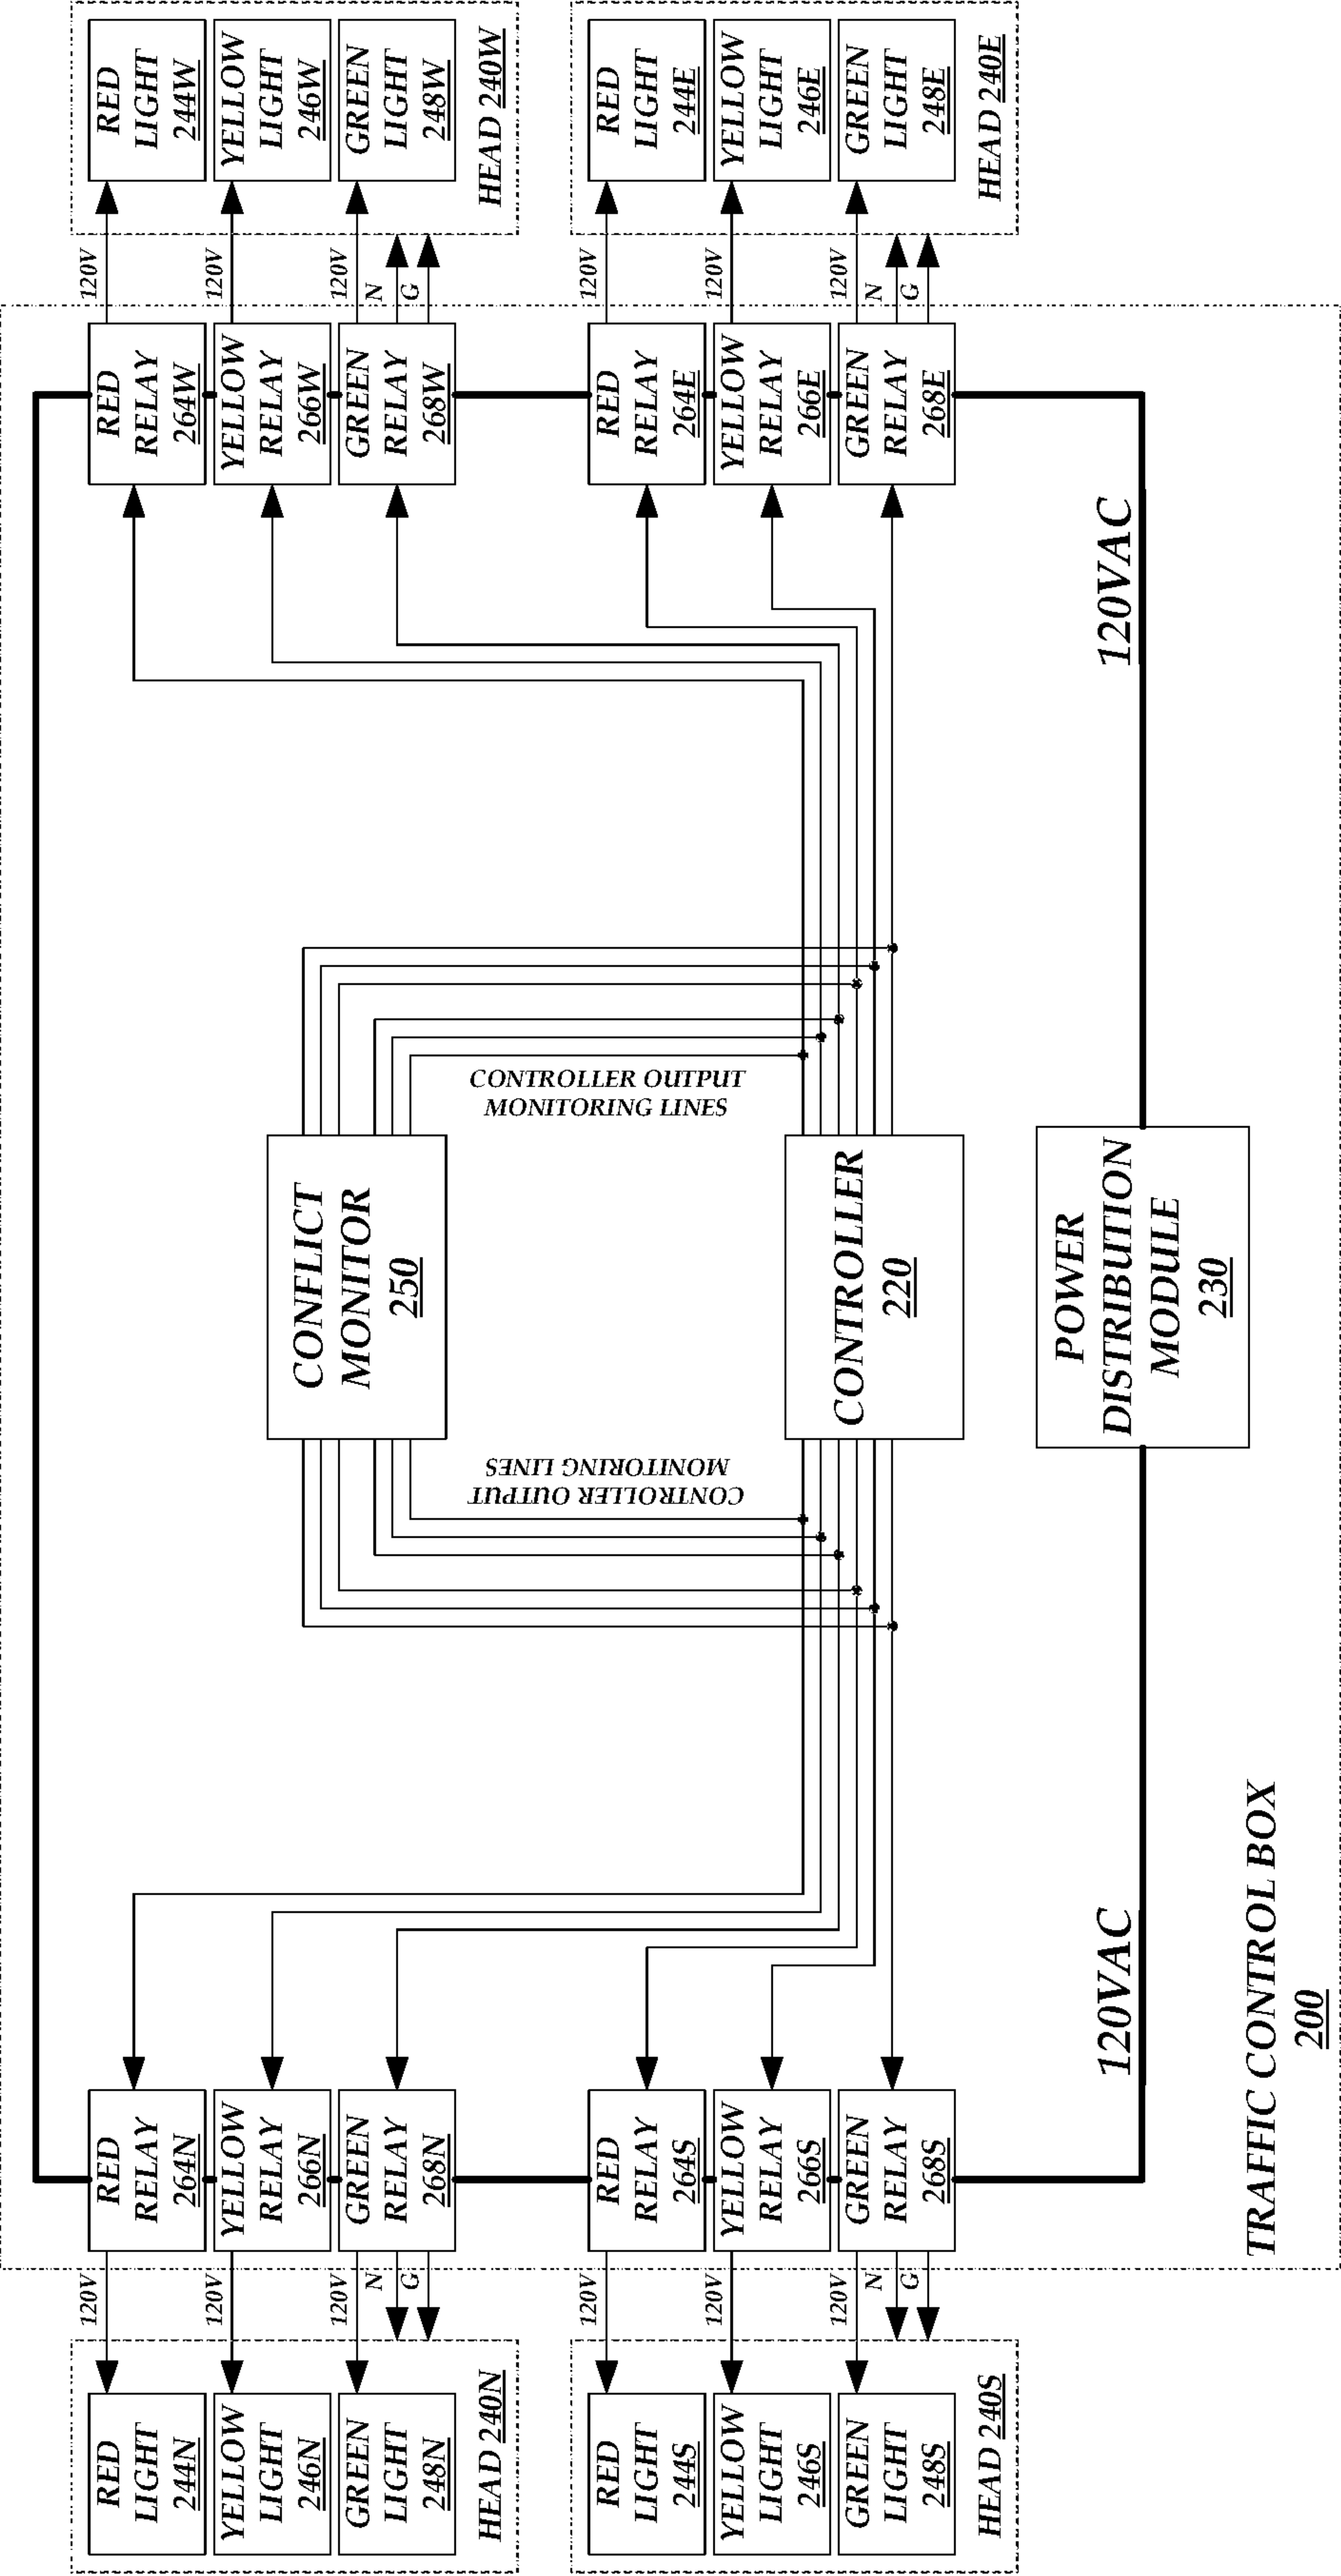 RED
LIGHT
244N
YELLOW
LIGHT
246N
GREEN
LIGHT
248N
HEAD 240N
120V
120V
120V
N
G
RED
RELAY
264N
YELLOW
RELAY
266N
GREEN
RELAY
268N
CONFLICT
MONITOR
250
RED
RELAY
264W
YELLOW
RELAY
266W
GREEN
RELAY
268W
120V
120V
120V
N
G
RED
LIGHT
244W
YELLOW
LIGHT
246W
GREEN
LIGHT
248W
HEAD 240W
CONTROLLER OUTPUT
MONITORING LINES
CONTROLLER OUTPUT
MONITORING LINES
RED
LIGHT
244S
YELLOW
LIGHT
246S
GREEN
LIGHT
248S
HEAD 240S
120V
120V
120V
N
G
RED
RELAY
264S
YELLOW
RELAY
266S
GREEN
RELAY
268S
CONTROLLER
220
RED
RELAY
264E
YELLOW
RELAY
266E
GREEN
RELAY
268E
120V
120V
120V
N
G
RED
LIGHT
244E
YELLOW
LIGHT
246E
GREEN
LIGHT
248E
HEAD 240E
120VAC
POWER
DISTRIBUTION
MODULE
230
120VAC
TRAFFIC CONTROL BOX
200